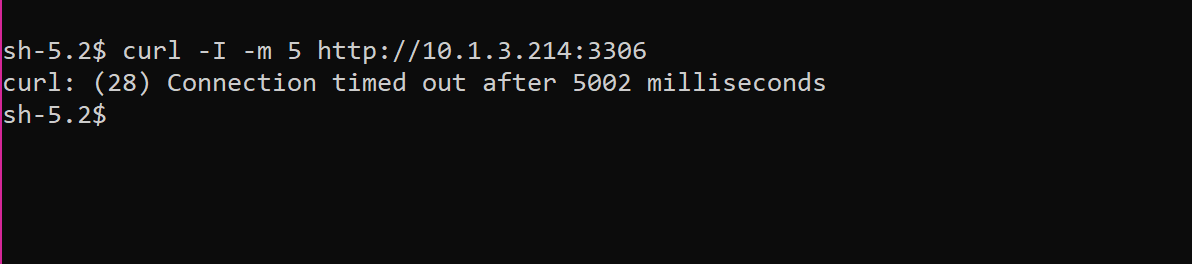 sh-5.2$ curl -I -m 5 http://10.1.3.214:3306
curl: (28) Connection timed out after 5002 milliseconds
sh-5.2$